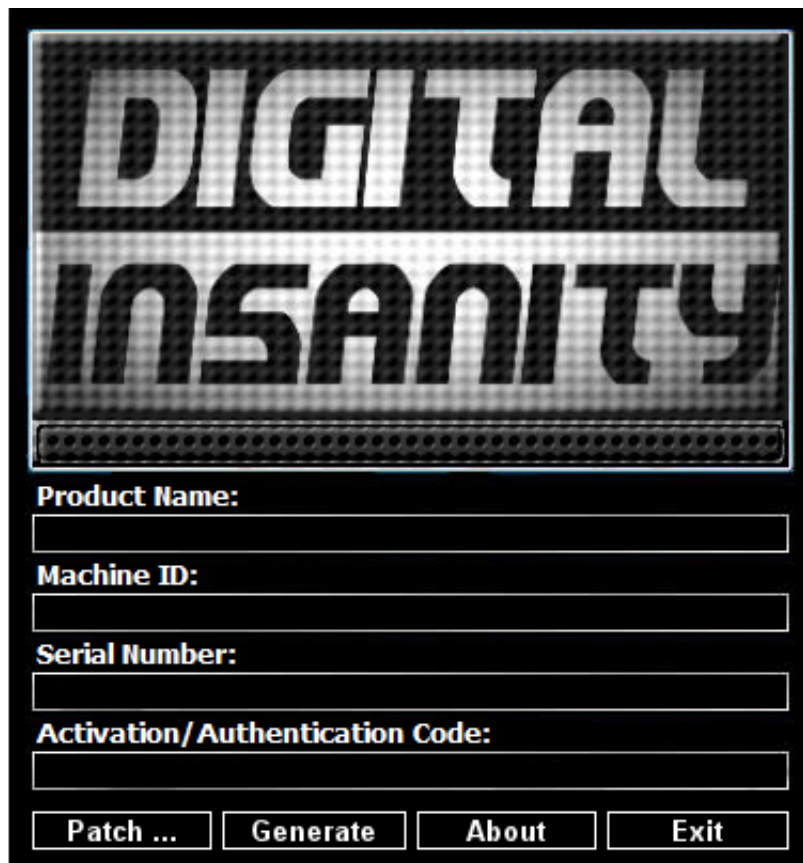 DIGITAL
INSANITY
Product Name:
Machine ID:
Serial Number:
Activation/Authentication Code:
Patch ... Generate About Exit